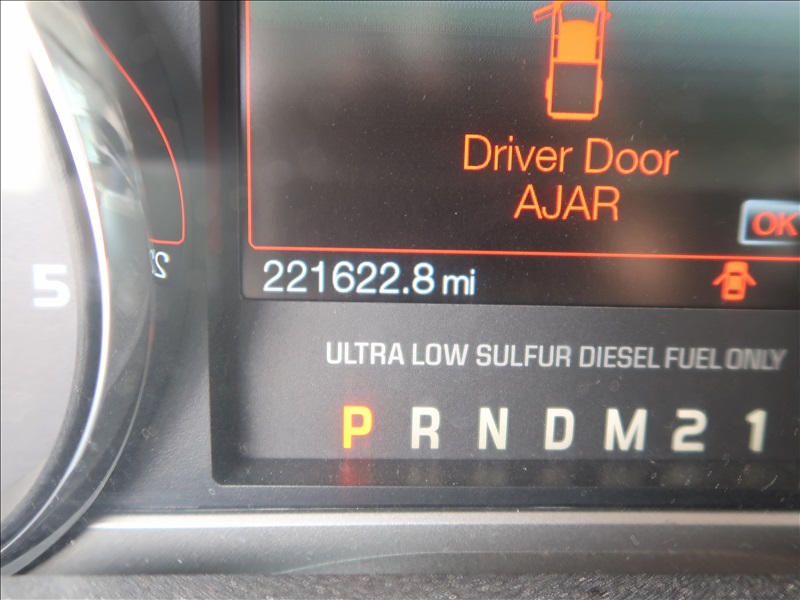 Driver Door
AJAR
OK
221622.8 mi
5
ULTRA LOW SULFUR DIESEL FUEL ONLY
P R N D M 2 1